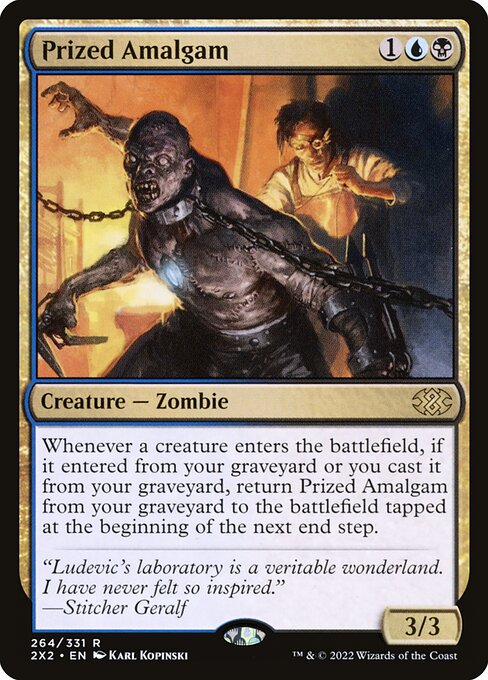 Prized Amalgam 1
Creature — Zombie
Whenever a creature enters the battlefield, if
it entered from your graveyard or you cast it
from your graveyard, return Prized Amalgam
from your graveyard to the battlefield tapped
at the beginning of the next end step.
“Ludevic’s laboratory is a veritable wonderland.
I have never felt so inspired.”
—Stitcher Geralf
3/3
264/331 R
2X2 • EN Karl Kopinski ™ & © 2022 Wizards of the Coast